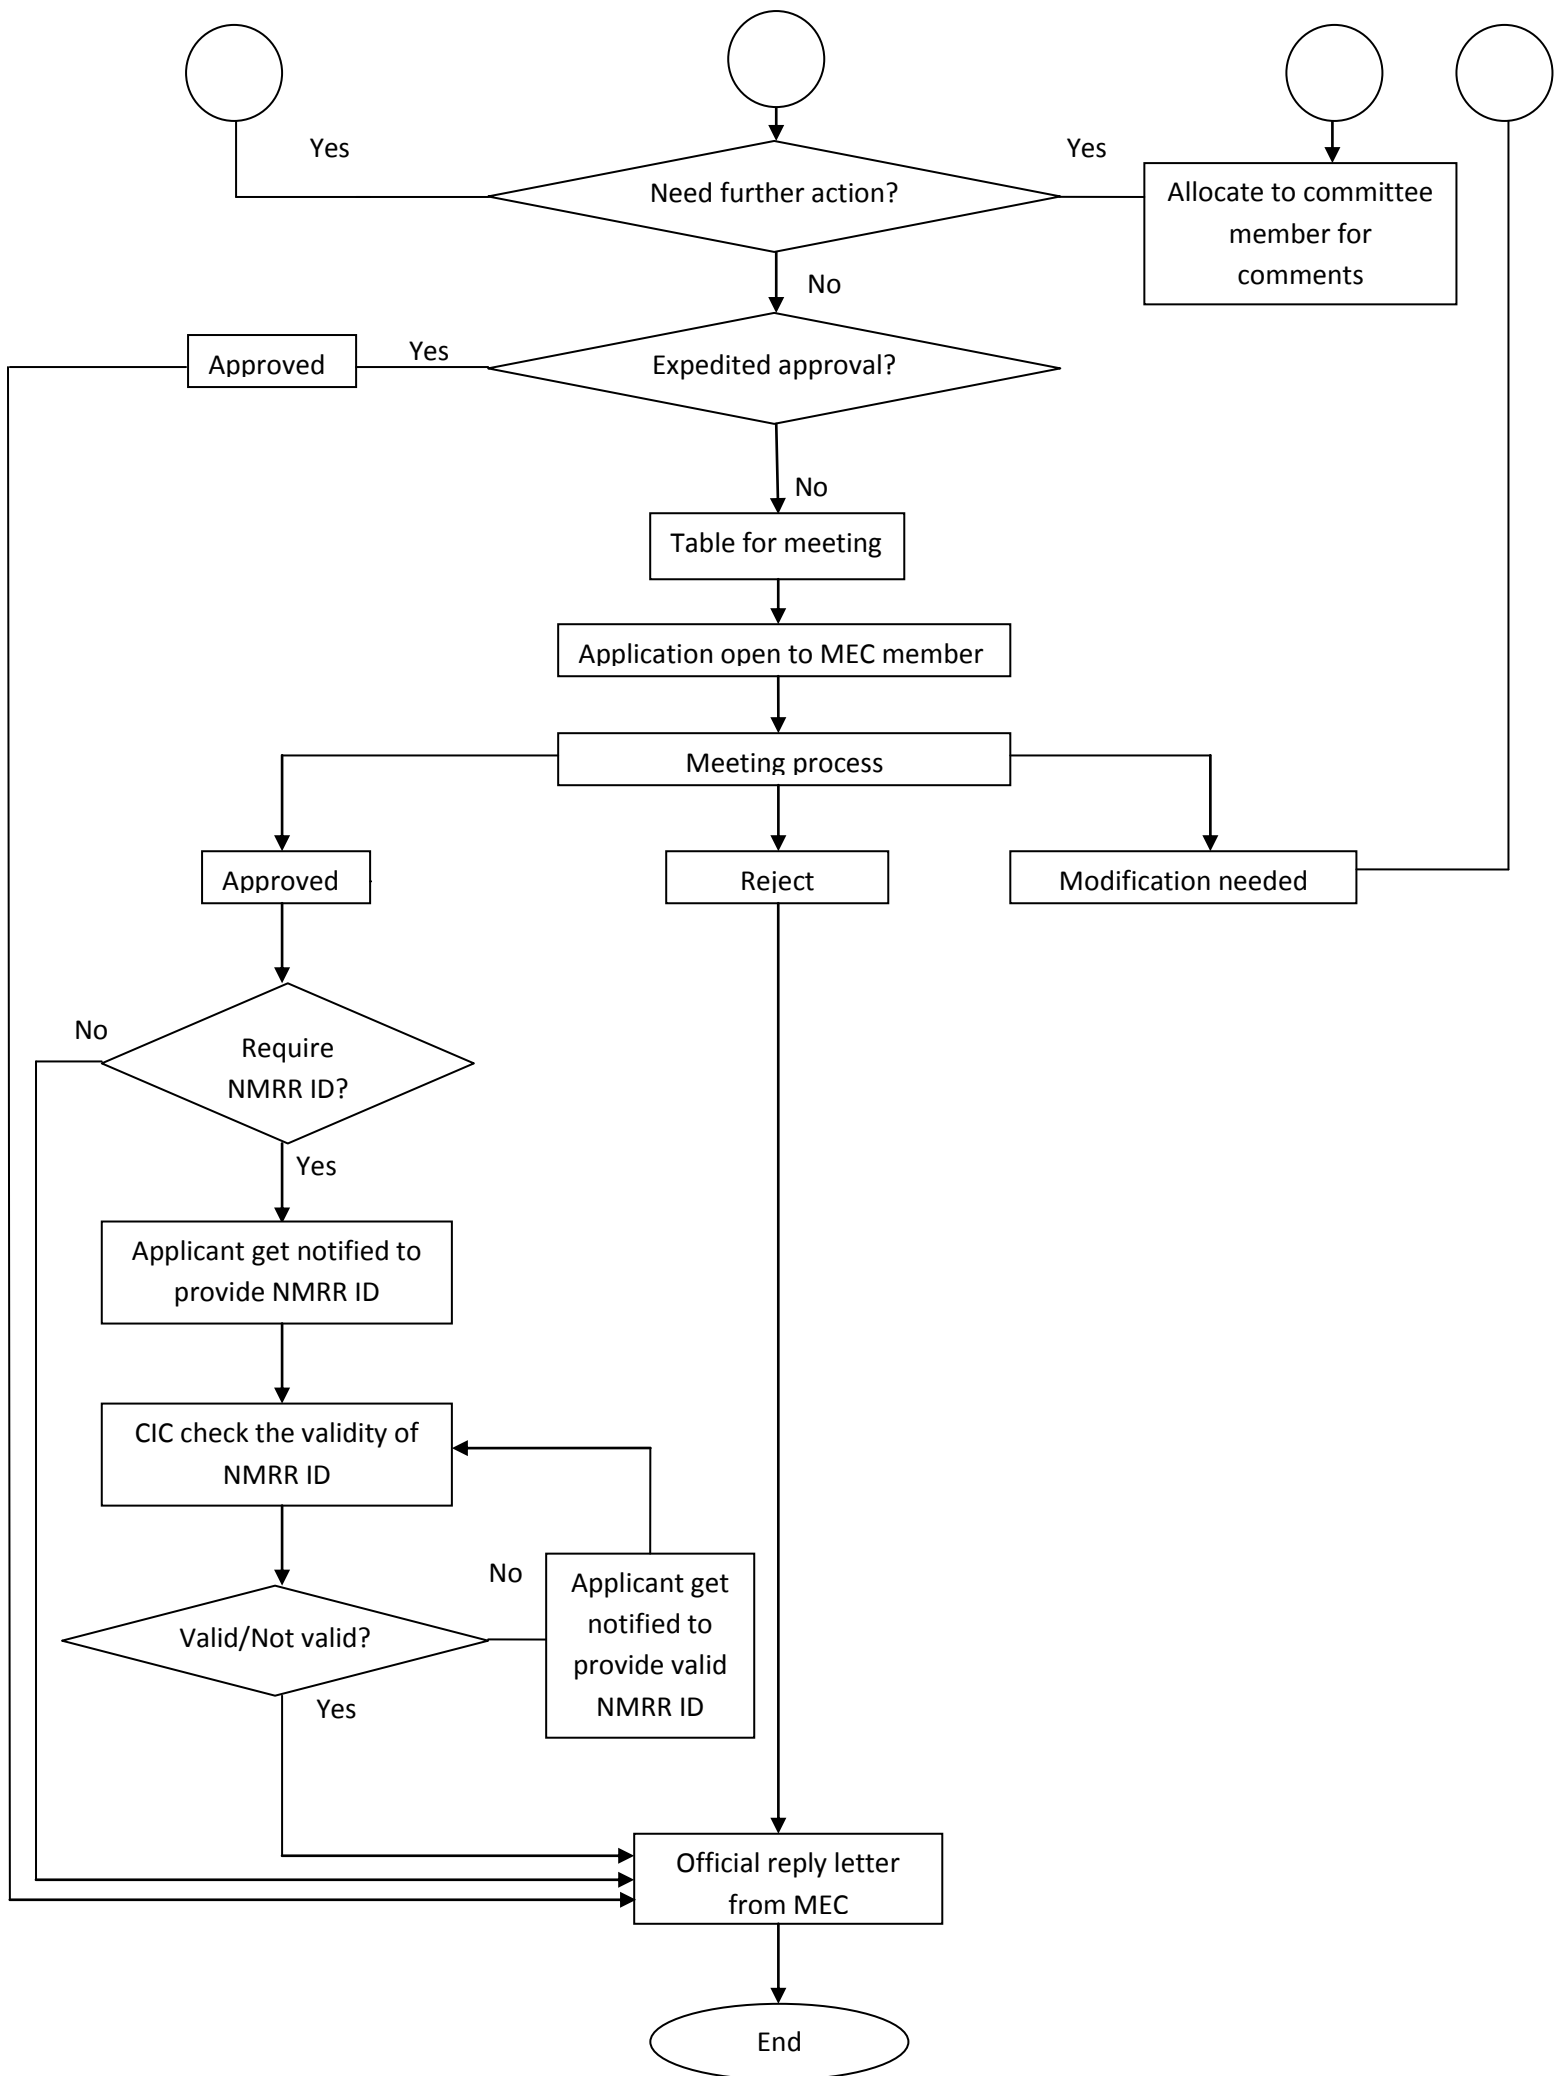 Yes
Yes
Need further action?
Allocate to committee
member for
comments
No
Approved
Yes
Expedited approval?
No
Table for meeting
Application open to MEC member
Meeting process
Approved
Reject
Modification needed
No
Require
NMRR ID?
Yes
Applicant get notified to
provide NMRR ID
CIC check the validity of
NMRR ID
No
Applicant get
notified to
provide valid
NMRR ID
Valid/Not valid?
Yes
Official reply letter
from MEC
End